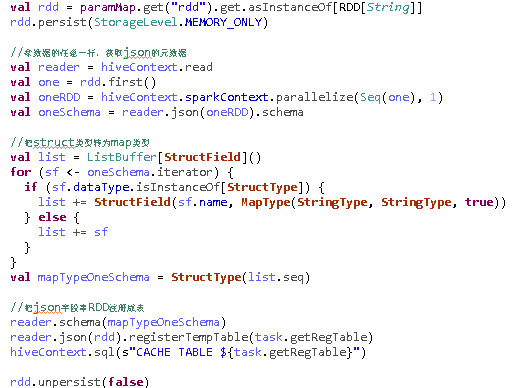 val rdd = paramMap.get("rdd").get.asInstanceOf[RDD[String]]
rdd.persist(StorageLevel.MEMORY_ONLY)
//拿数据的任意一行，获取json的元数据
val reader = hiveContext.read
val one = rdd.first()
val oneRDD = hiveContext.sparkContext.parallelize(Seq(one), 1)
val oneSchema = reader.json(oneRDD).schema
//把struct类型转为map类型
val list = ListBuffer[StructField]()
for (sf <- oneSchema.iterator) {
if (sf.dataType.isInstanceOf[StructType]) {
list += StructField(sf.name, MapType(StringType, StringType, true))
} else {
list += sf
}
}
val mapTypeOneSchema = StructType(list.seq)
//把json字段串RDD注册成表
reader.schema(mapTypeOneSchema)
reader.json(rdd).registerTempTable(task.getRegTable)
hiveContext.sql(s"CACHE TABLE ${task.getRegTable}")
rdd.unpersist(false)